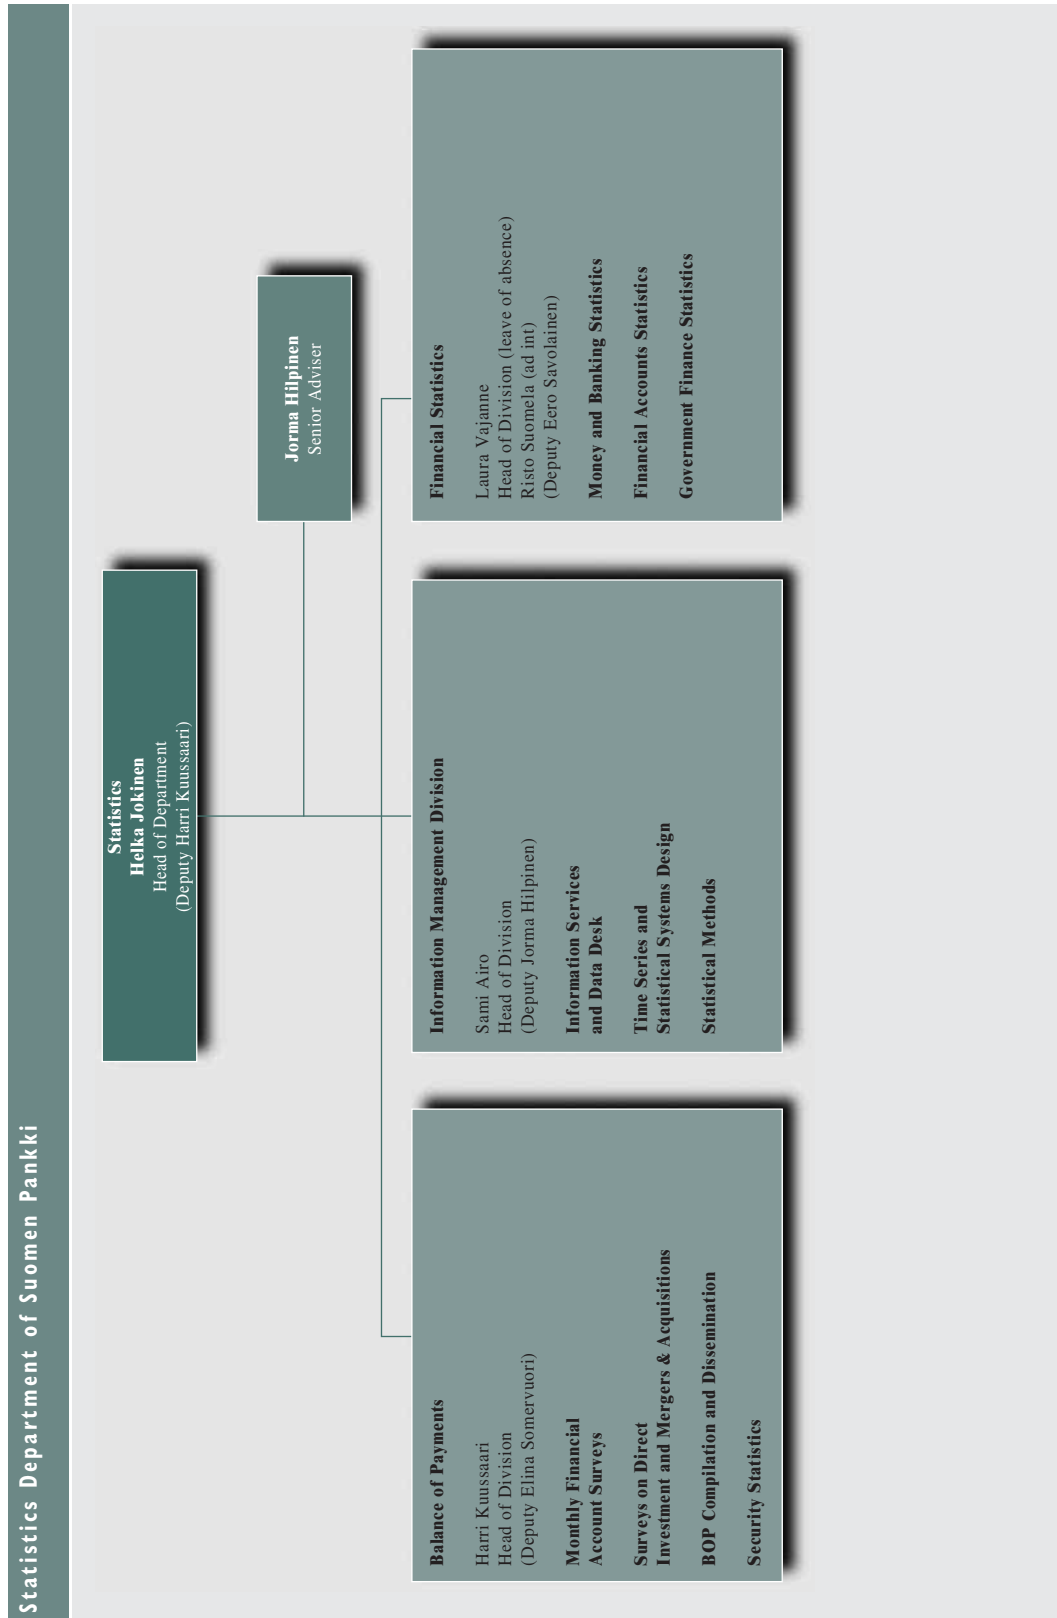 Statistics Department of Suomen Pankki
Statistics
Helka Jokinen
Head of Department
(Deputy Harri Kuussaari)
Jorma Hilpinen
Senior Adviser
Balance of Payments
Harri Kuussaari
Head of Division
(Deputy Elina Somervuori)
Monthly Financial
Account Surveys
Surveys on Direct
Investment and Mergers & Acquisitions
BOP Compilation and Dissemination
Security Statistics
Information Management Division
Sami Airo
Head of Division
(Deputy Jorma Hilpinen)
Information Services
and Data Desk
Time Series and
Statistical Systems Design
Statistical Methods
Financial Statistics
Laura Vajanne
Head of Division (leave of absence)
Risto Suomela (ad int)
(Deputy Eero Savolainen)
Money and Banking Statistics
Financial Accounts Statistics
Government Finance Statistics